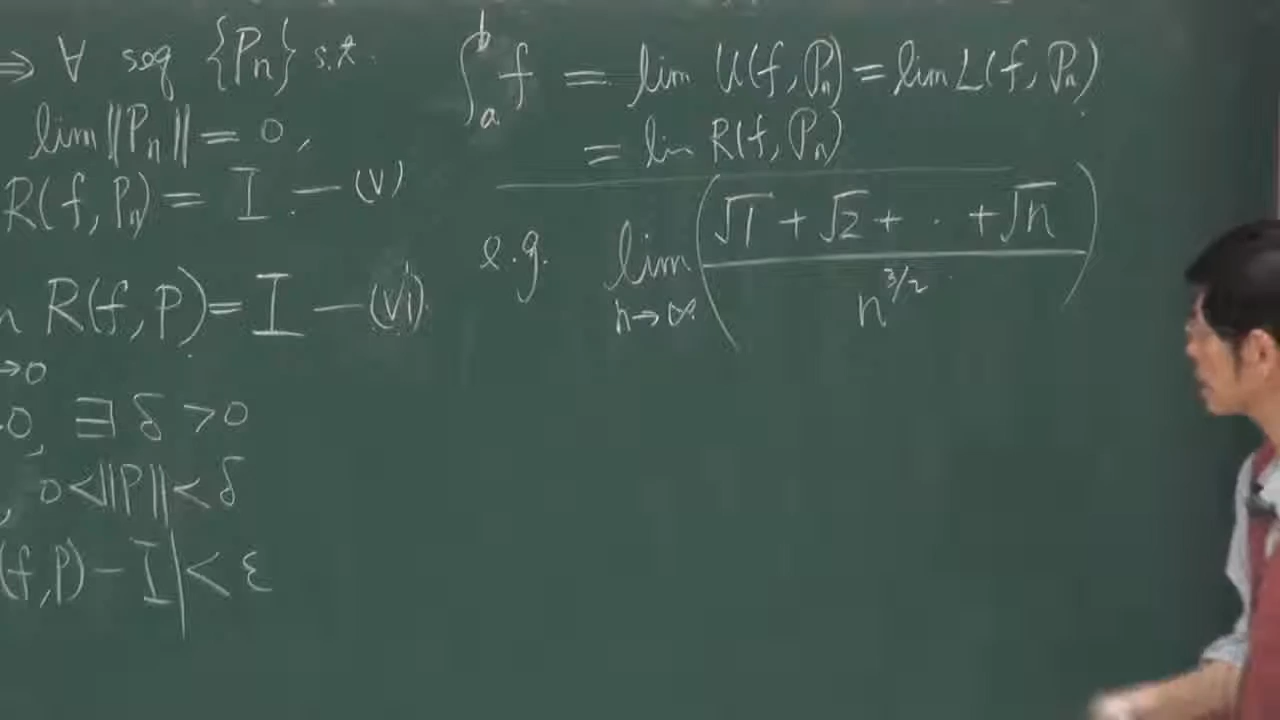 ⇒ ∀ seq {Pₙ} s.t.
lim ||Pₙ|| = 0,
R(f, Pₙ) = I — (v)
R(f, P) = I — (vi)
→0
0, ∃ δ > 0
, 0 < ||P|| < δ
(f, P) − I| < ε
∫ₐᵇ f = lim U(f, Pₙ) = lim L(f, Pₙ)
= lim R(f, Pₙ)
e.g. lim n→∞ ( (√1 + √2 + · · + √n) / n^{3/2} )